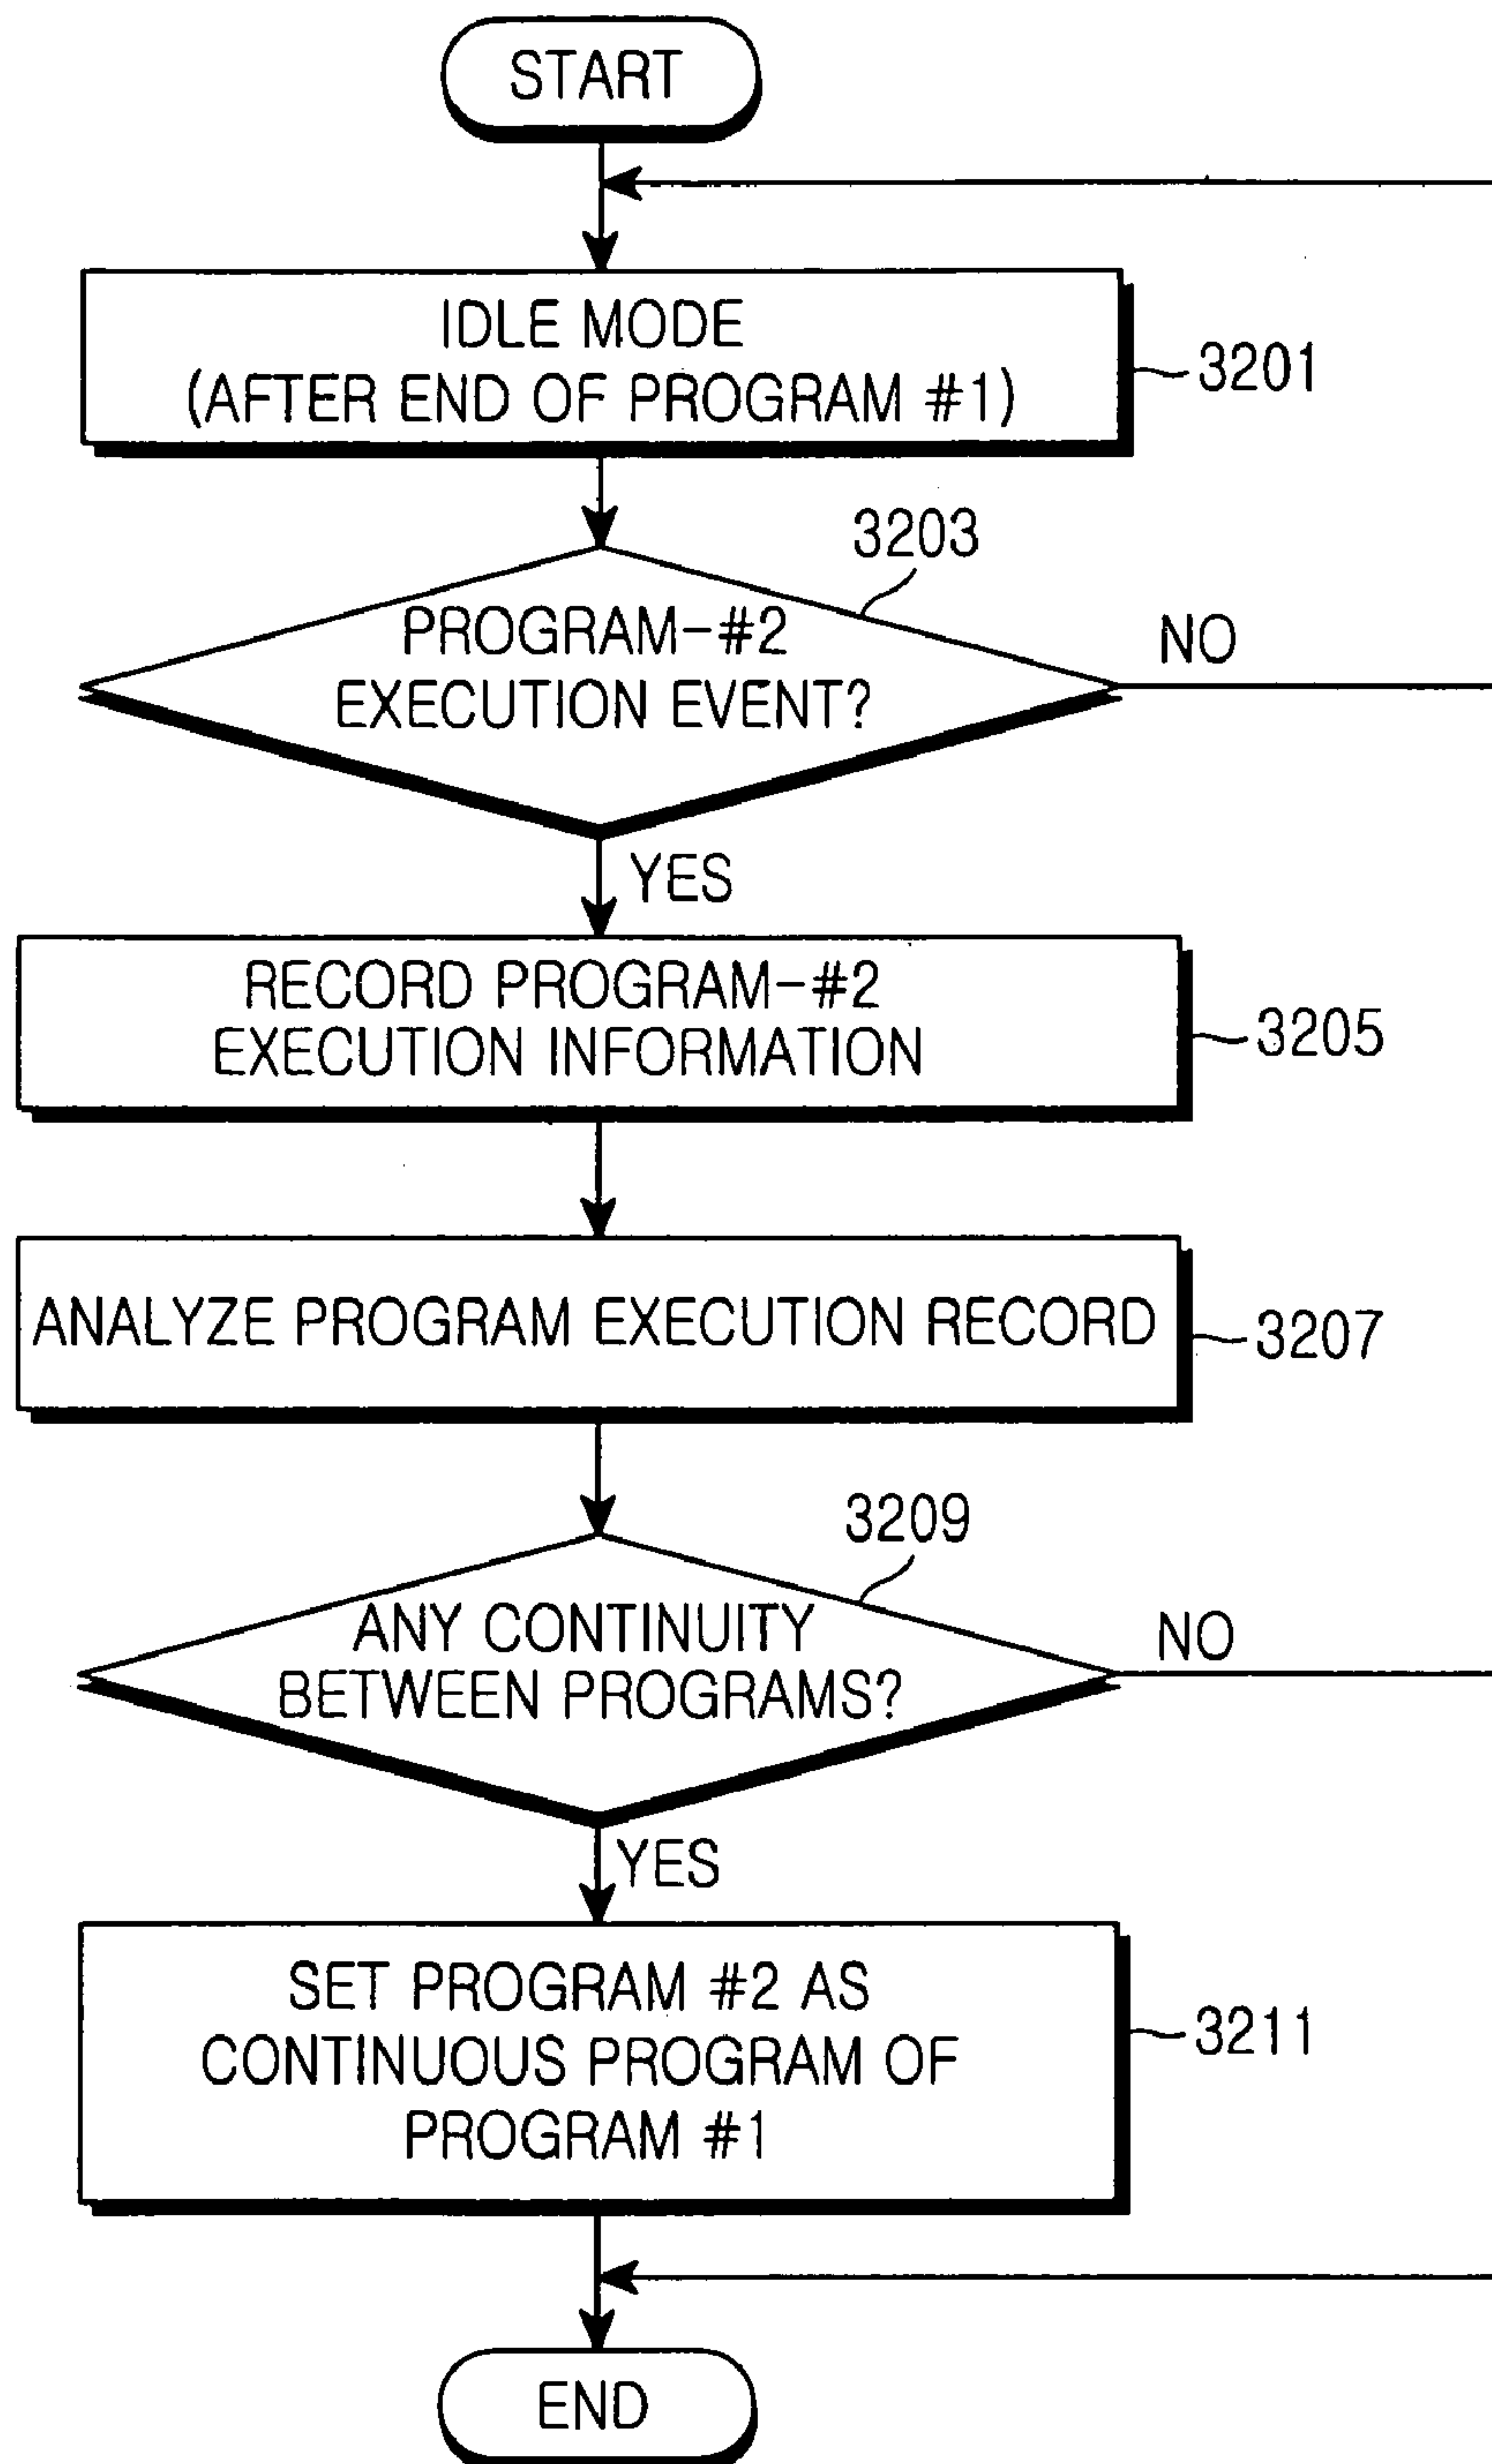 START
IDLE MODE
(AFTER END OF PROGRAM #1)
3201
3203
PROGRAM-#2
EXECUTION EVENT?
NO
YES
RECORD PROGRAM-#2
EXECUTION INFORMATION
3205
ANALYZE PROGRAM EXECUTION RECORD
3207
3209
ANY CONTINUITY
BETWEEN PROGRAMS?
NO
YES
SET PROGRAM #2 AS
CONTINUOUS PROGRAM OF
PROGRAM #1
3211
END